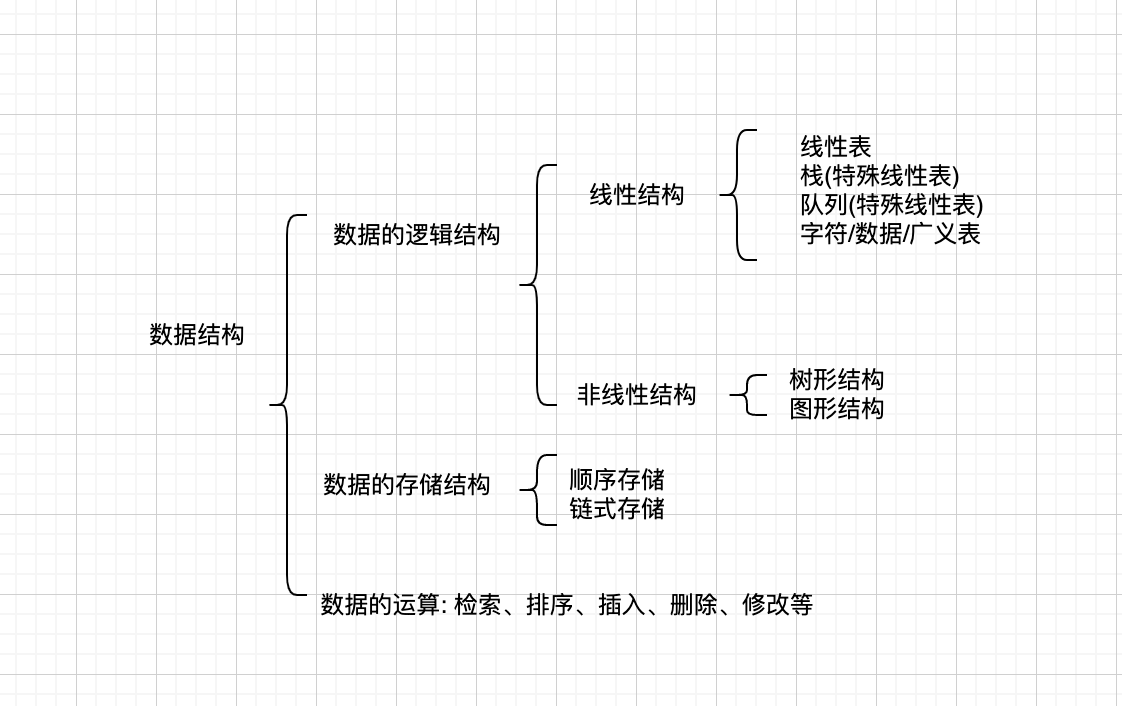 数据结构
数据的逻辑结构
线性结构
线性表
栈(特殊线性表)
队列(特殊线性表)
字符/数据/广义表
非线性结构
树形结构
图形结构
数据的存储结构
顺序存储
链式存储
数据的运算: 检索、排序、插入、删除、修改等